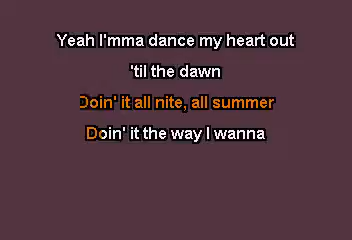 Yeah I'mma dance my heart out
'til the dawn
Doin' it all nite, all summer
Doin' it the way I wanna